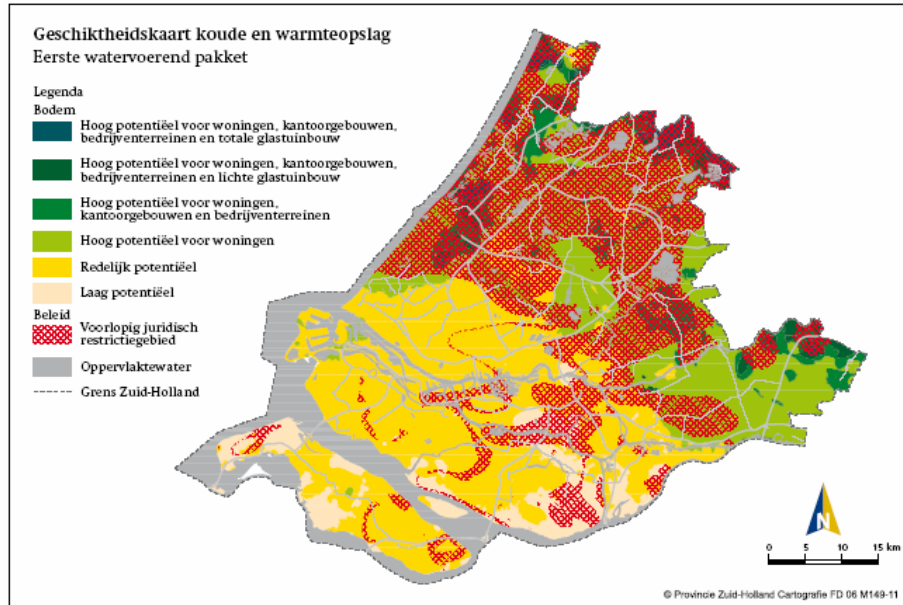 Geschiktheidskaart koude en warmteopslag
Eerste watervoerend pakket
Legenda
Bodem
Hoog potentiëel voor woningen, kantoorgebouwen,
bedrijventerreinen en totale glastuinbouw
Hoog potentiëel voor woningen, kantoorgebouwen,
bedrijventerreinen en lichte glastuinbouw
Hoog potentiëel voor woningen,
kantoorgebouwen en bedrijventerreinen
Hoog potentiëel voor woningen
Redelijk potentiëel
Laag potentiëel
Beleid
Voorlopig juridisch
restrictiegebied
Oppervlaktewater
Grens Zuid-Holland
N
0 5 10 15 km
© Provincie Zuid-Holland Cartografie FD 06 M149-11